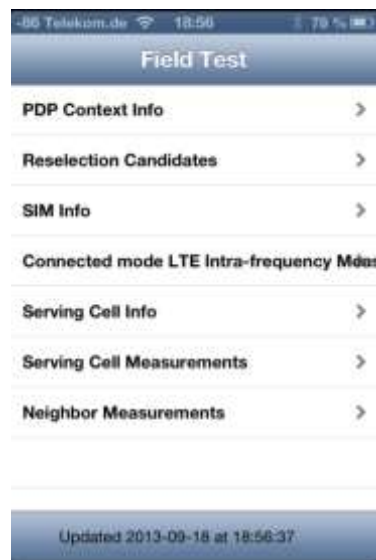 -86 Telekom.de 18:56 79 %
Field Test
PDP Context Info
Reselection Candidates
SIM Info
Connected mode LTE Intra-frequency Meas
Serving Cell Info
Serving Cell Measurements
Neighbor Measurements
Updated 2013-09-18 at 18:56:37